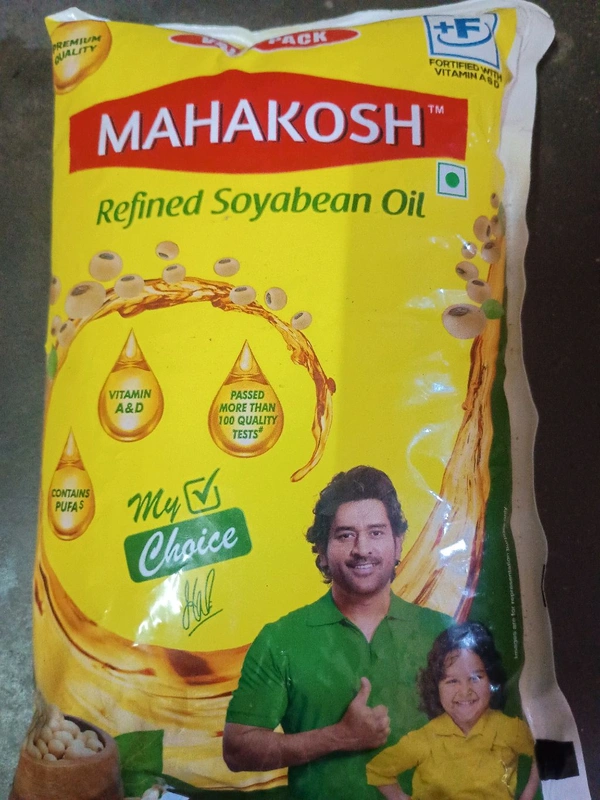 PREMIUM
QUALITY
PACK
+F
FORTIFIED WITH
VITAMIN A & D
MAHAKOSH™
Refined Soyabean Oil
VITAMIN
A&D
PASSED
MORE THAN
100 QUALITY
TESTS#
CONTAINS
PUFA$
My
Choice